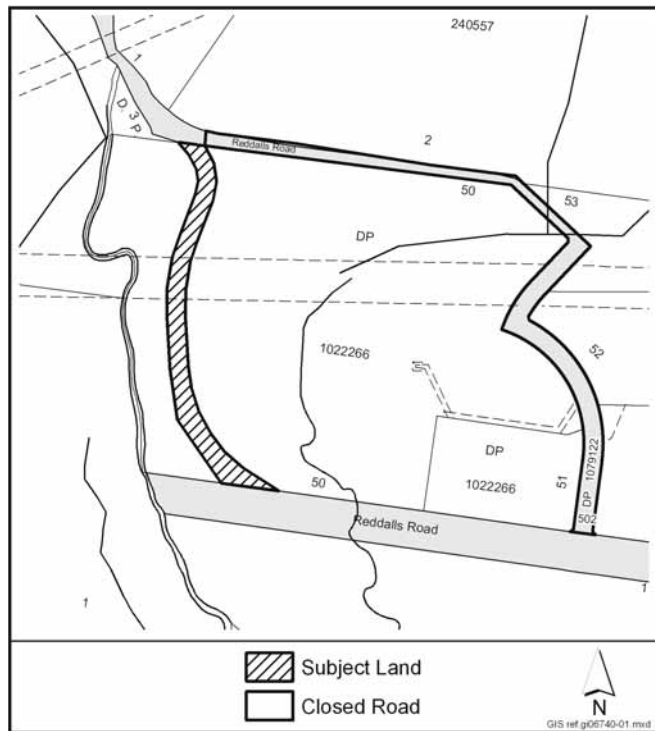 240557
1
D. 3 P
Reddalls Road
2
50
53
DP
1022266
52
DP
1022266
51
DP 1079122
502
50
Reddalls Road
1
1
Subject Land
Closed Road
N
GIS ref.gi06740-01.mxd